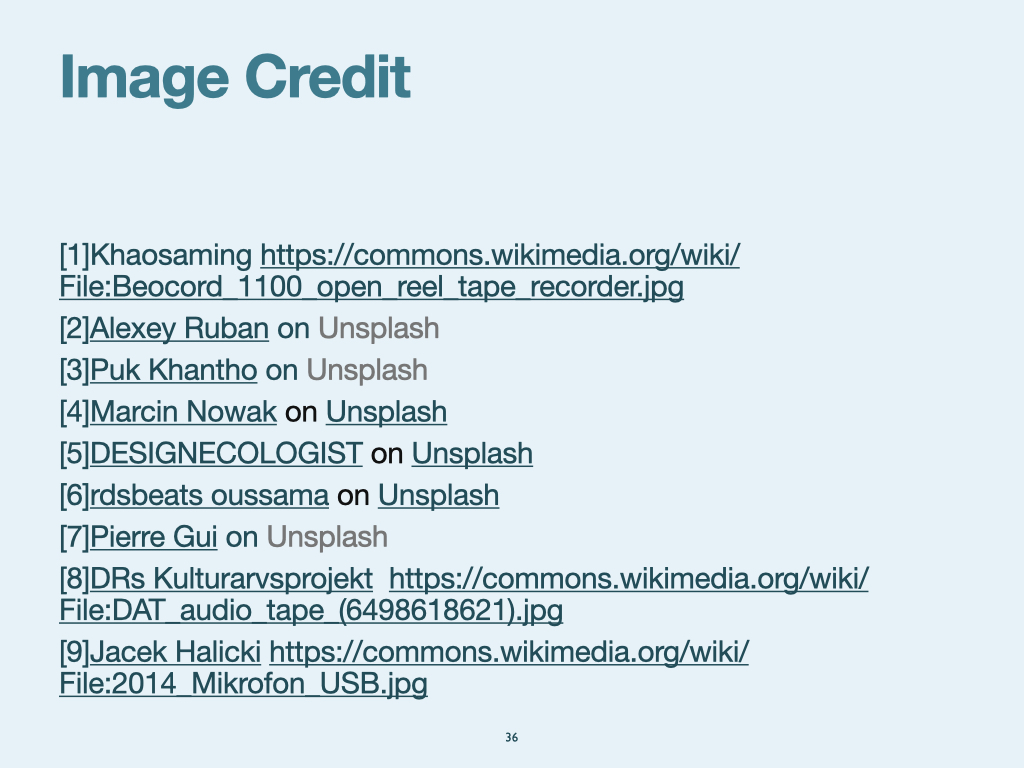 Image Credit
[1]Khaosaming https://commons.wikimedia.org/wiki/
File:Beocord_1100_open_reel_tape_recorder.jpg
[2]Alexey Ruban on Unsplash
[3]Puk Khantho on Unsplash
[4]Marcin Nowak on Unsplash
[5]DESIGNECOLOGIST on Unsplash
[6]rdsbeats oussama on Unsplash
[7]Pierre Gui on Unsplash
[8]DRs Kulturarvsprojekt  https://commons.wikimedia.org/wiki/
File:DAT_audio_tape_(6498618621).jpg
[9]Jacek Halicki https://commons.wikimedia.org/wiki/
File:2014_Mikrofon_USB.jpg
36